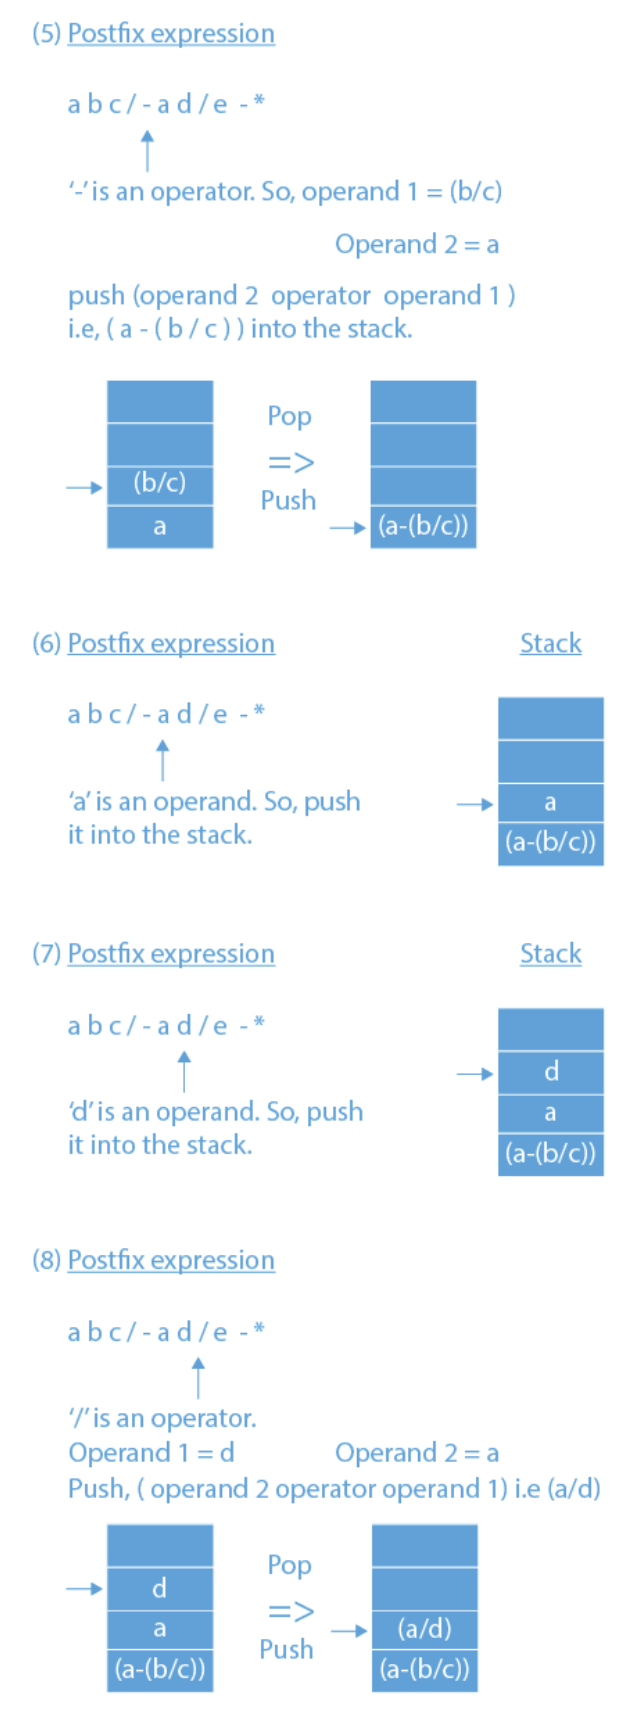 (5) Postfix expression
a b c / - a d / e - *
‘-’ is an operator. So, operand 1 = (b/c)
Operand 2 = a
push (operand 2 operator operand 1 )
i.e, ( a - ( b / c ) ) into the stack.
Pop
=>
Push
(b/c)
a
(a-(b/c))
(6) Postfix expression
Stack
a b c / - a d / e - *
‘a’ is an operand. So, push
it into the stack.
a
(a-(b/c))
(7) Postfix expression
Stack
a b c / - a d / e - *
‘d’ is an operand. So, push
it into the stack.
d
a
(a-(b/c))
(8) Postfix expression
a b c / - a d / e - *
‘/’ is an operator.
Operand 1 = d Operand 2 = a
Push, ( operand 2 operator operand 1) i.e (a/d)
Pop
=>
Push
d
a
(a-(b/c))
(a/d)
(a-(b/c))